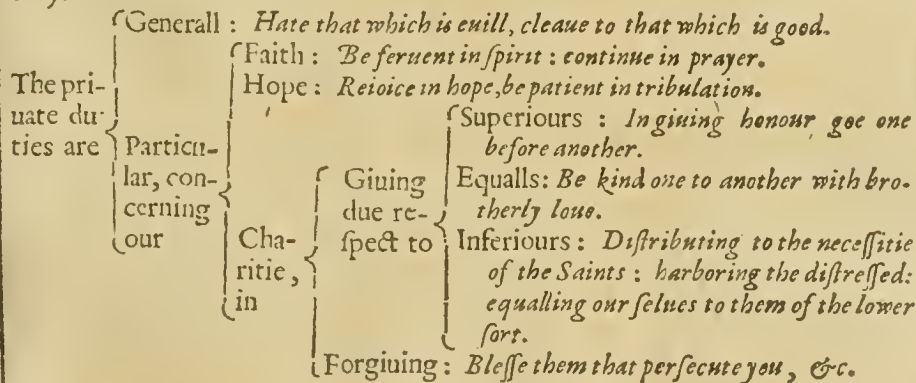 Generall : Hate that which is euill, cleaue to that which is good.
Faith : Be feruent in ſpirit : continue in prayer.
The pri-
Hope : Reioice in hope, be patient in tribulation.
uate du-
Superiours : In giuing honour goe one
ties are
Particu-
before another.
lar, con-
Giuing
Equalls: Be kind one to another with bro-
cerning
due re-
therly loue.
our
Cha-
ſpect to
Inferiours : Diſtributing to the neceſſitie
ritie,
of the Saints : harboring the diſtreſſed:
in
equalling our ſelues to them of the lower
ſort.
Forgiuing : Bleſſe them that perſecute you, &c.